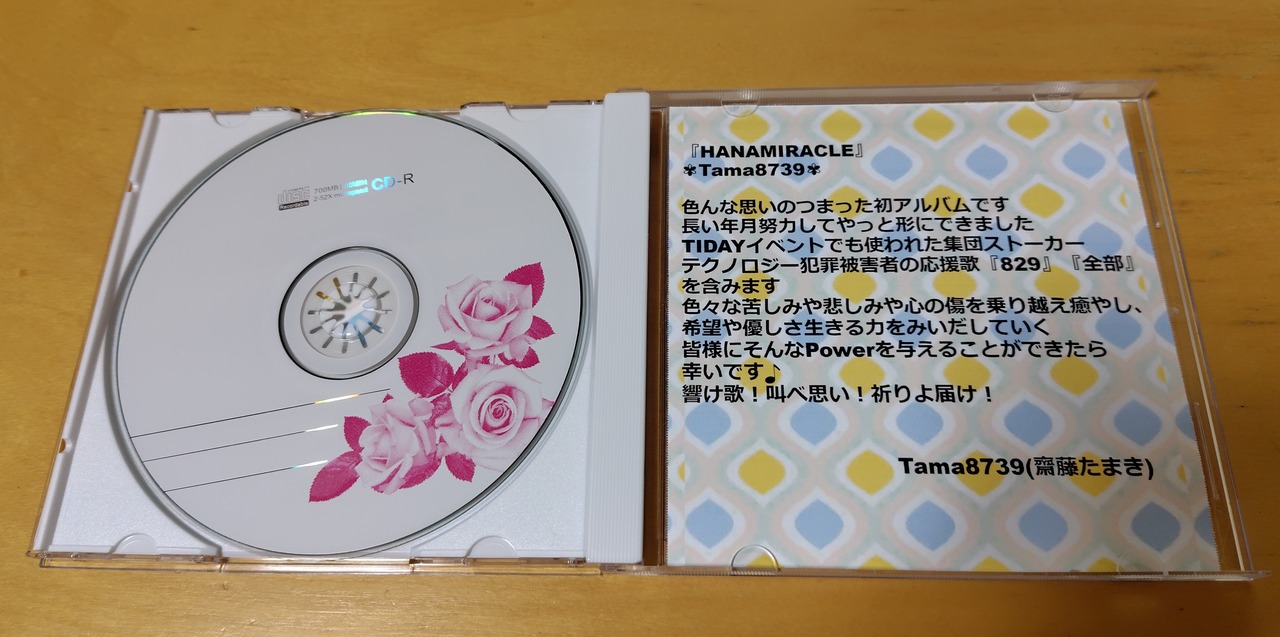 Recordable
700MB
CD-R
2-52X
『HANAMIRACLE』
✾Tama8739✾
色んな思いのつまった初アルバムです
長い年月努力してやっと形にできました
TIDAYイベントでも使われた集団ストーカー
テクノロジー犯罪被害者の応援歌『829』『全部』
を含みます
色々な苦しみや悲しみや心の傷を乗り越え癒やし、
希望や優しさ生きる力をみいだしていく
皆様にそんなPowerを与えることができたら
幸いです♪
響け歌！叫べ思い！祈りよ届け！
Tama8739(齋藤たまき)